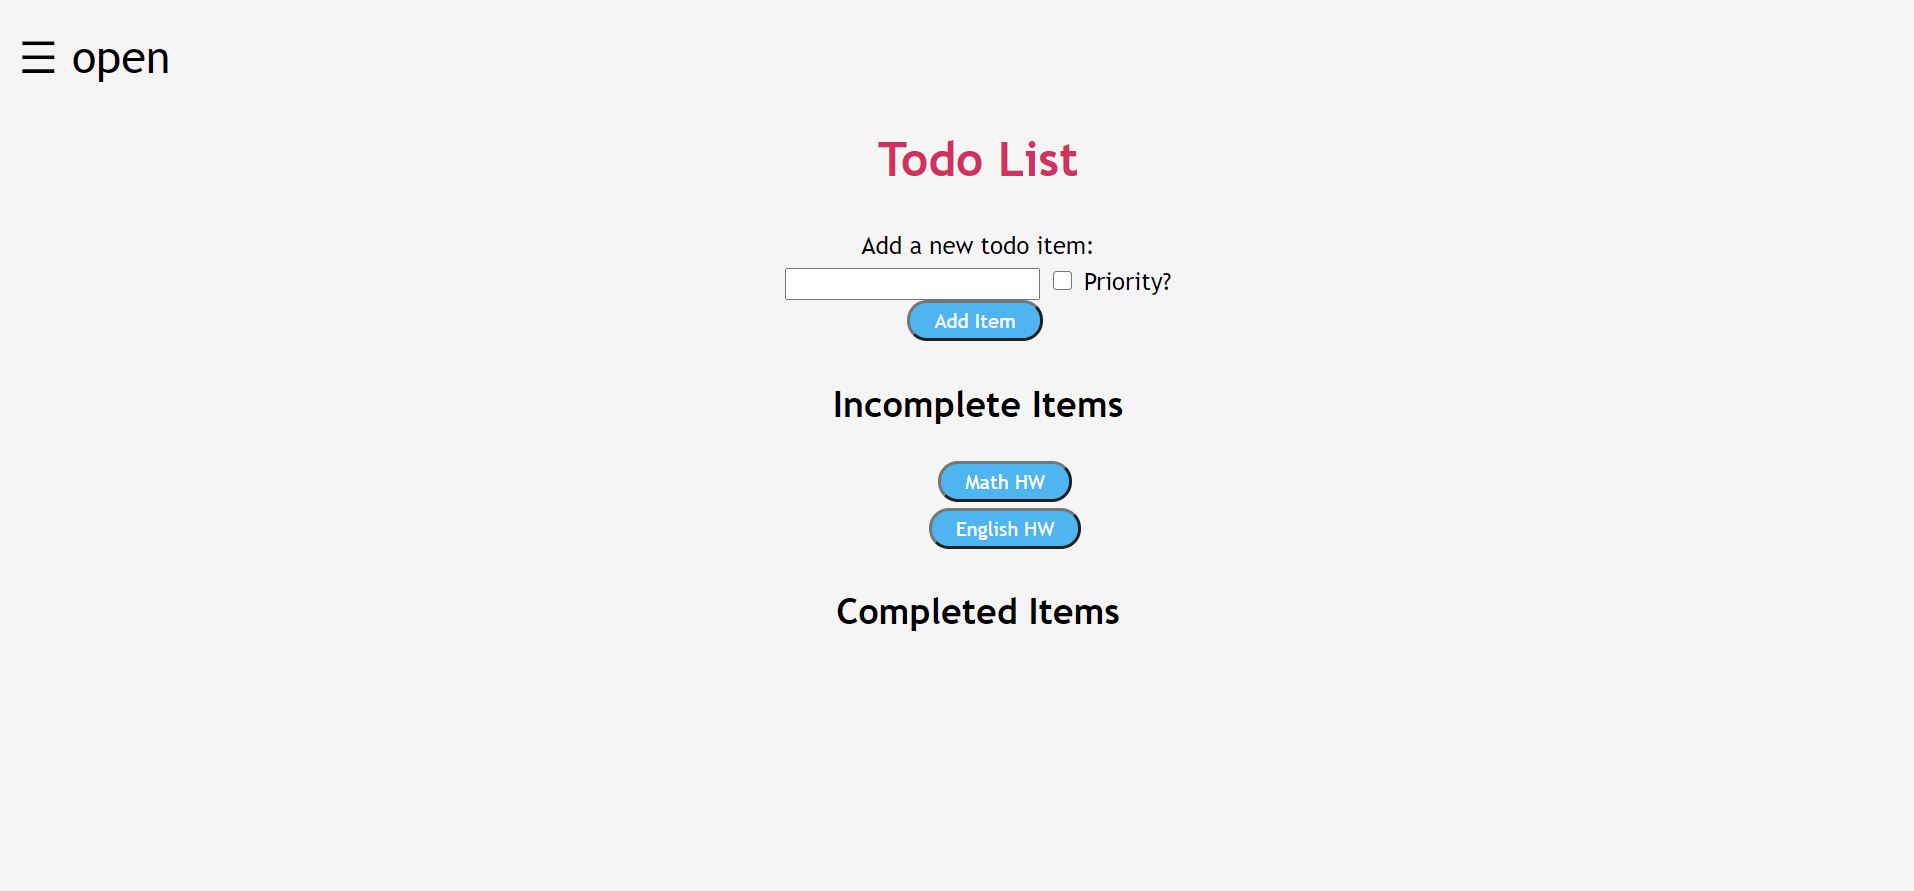 ☰ open
Todo List
Add a new todo item:
Priority?
Add Item
Incomplete Items
Math HW
English HW
Completed Items